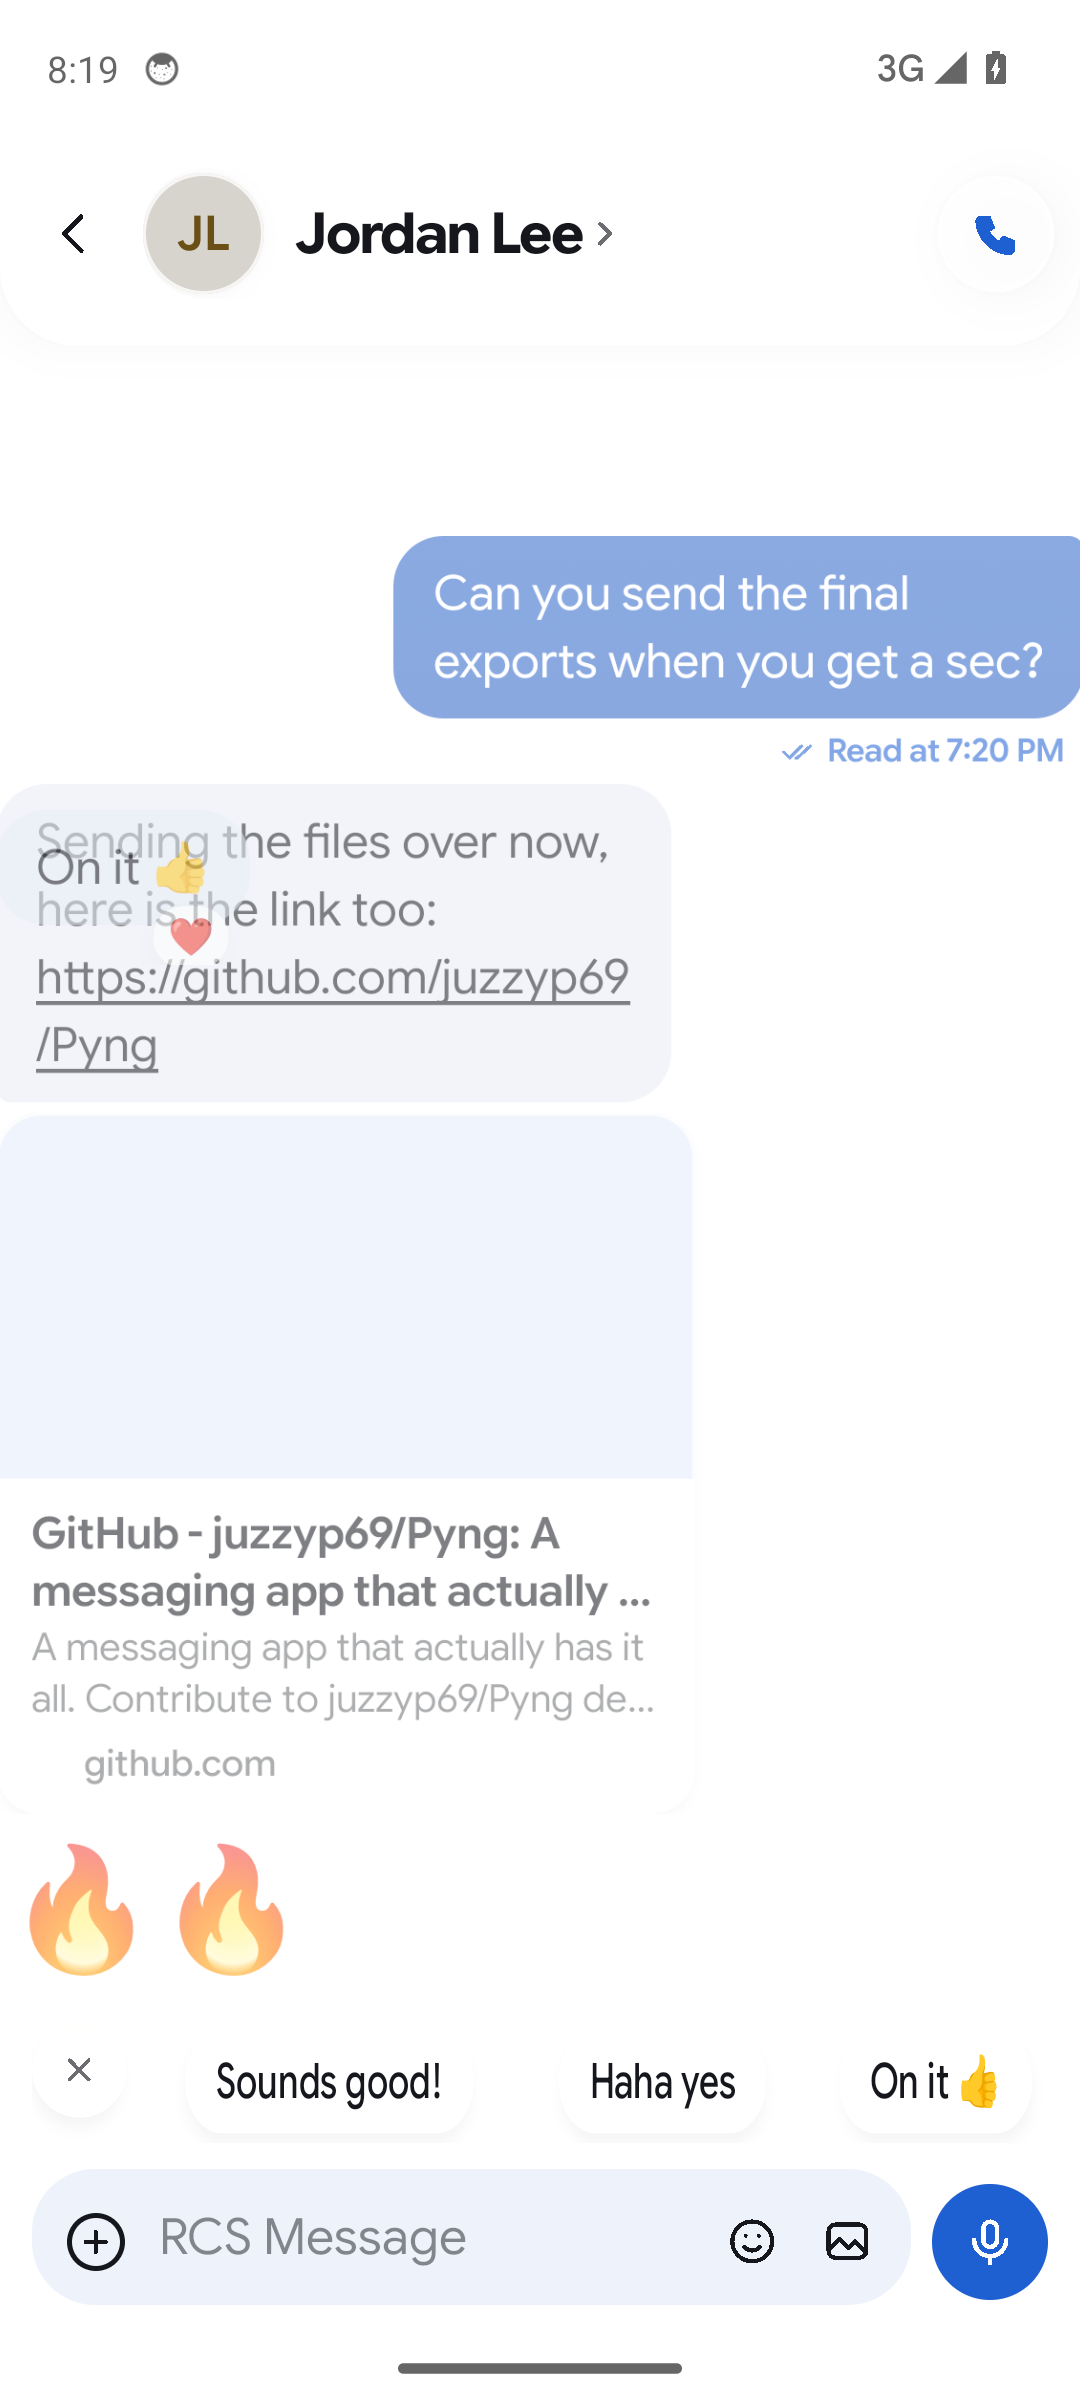 8:19
3G
JL
Jordan Lee
Can you send the final
exports when you get a sec?
Read at 7:20 PM
Sending the files over now,
On it 👍
here is the link too:
❤️
https://github.com/juzzyp69
/Pyng
GitHub - juzzyp69/Pyng: A
messaging app that actually ...
A messaging app that actually has it
all. Contribute to juzzyp69/Pyng de...
github.com
🔥 🔥
Sounds good!
Haha yes
On it 👍
RCS Message